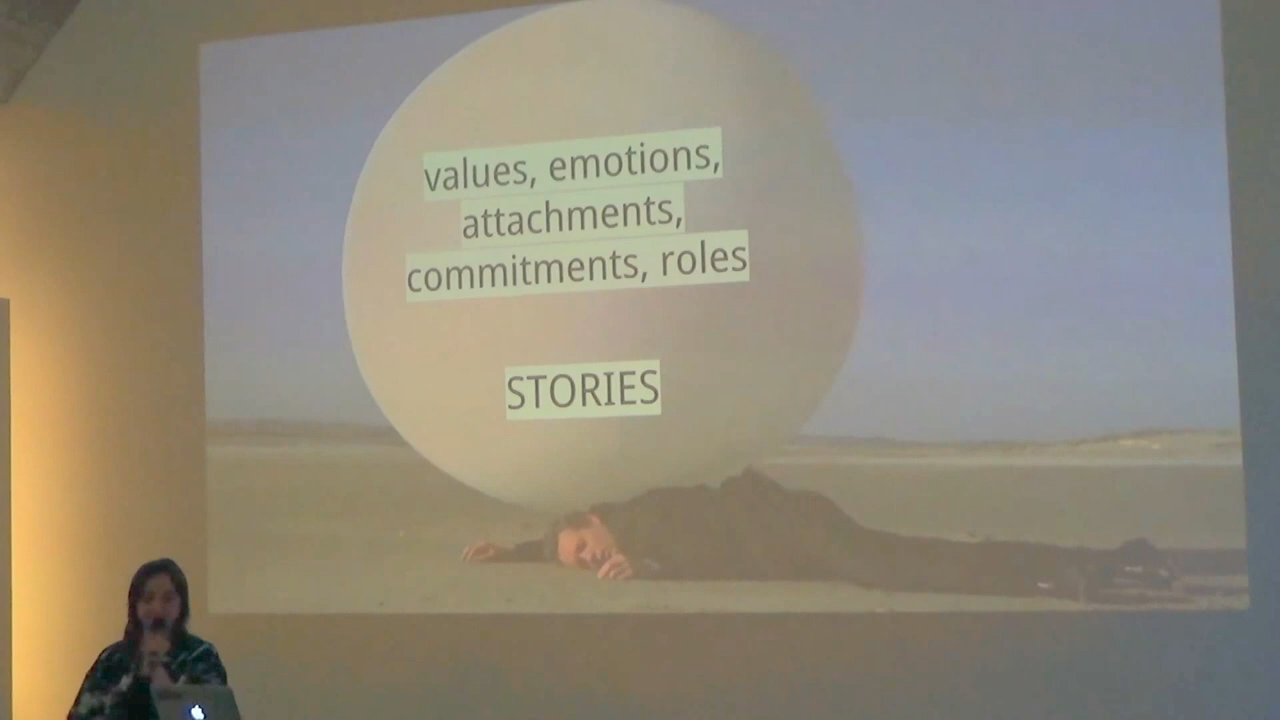 values, emotions,
attachments,
commitments, roles
STORIES